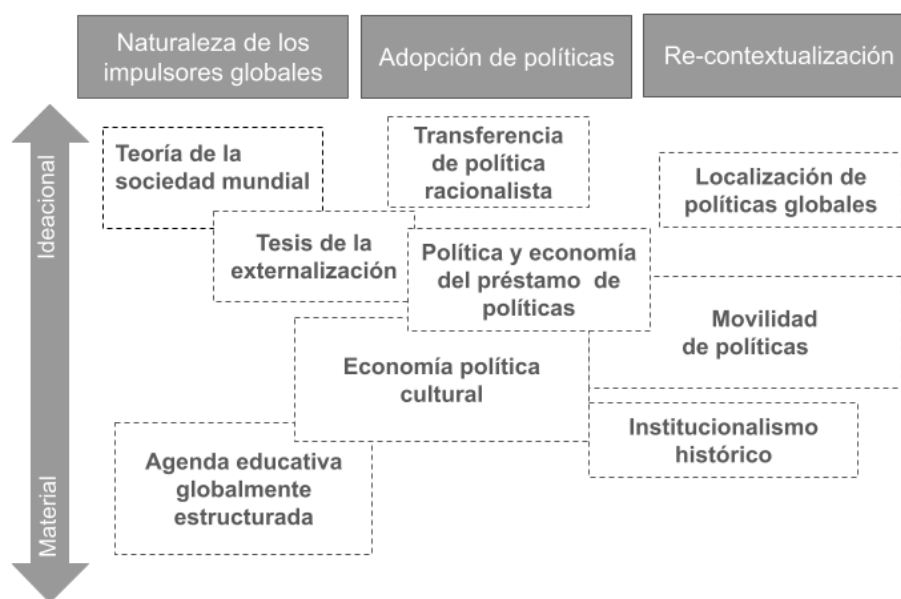 Naturaleza de los
impulsores globales
Adopción de políticas
Re-contextualización
Ideacional
Material
Teoría de la
sociedad mundial
Transferencia
de política
racionalista
Localización de
políticas globales
Tesis de la
externalización
Política y economía
del préstamo de
políticas
Movilidad
de políticas
Economía política
cultural
Institucionalismo
histórico
Agenda educativa
globalmente
estructurada